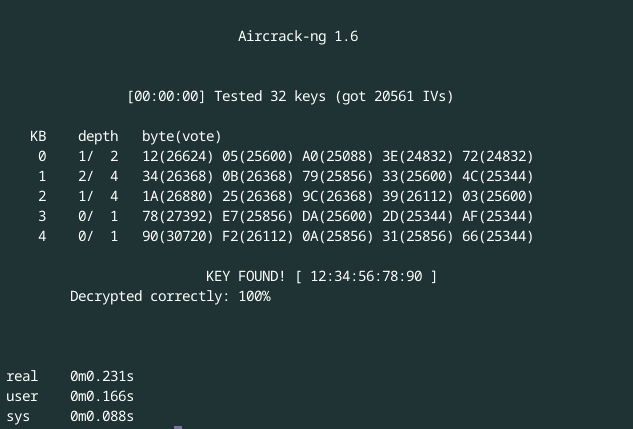 Aircrack-ng 1.6
[00:00:00] Tested 32 keys (got 20561 IVs)
KB    depth   byte(vote)
0    1/  2   12(26624) 05(25600) A0(25088) 3E(24832) 72(24832)
1    2/  4   34(26368) 0B(26368) 79(25856) 33(25600) 4C(25344)
2    1/  4   1A(26880) 25(26368) 9C(26368) 39(26112) 03(25600)
3    0/  1   78(27392) E7(25856) DA(25600) 2D(25344) AF(25344)
4    0/  1   90(30720) F2(26112) 0A(25856) 31(25856) 66(25344)
KEY FOUND! [ 12:34:56:78:90 ]
Decrypted correctly: 100%
real    0m0.231s
user    0m0.166s
sys     0m0.088s